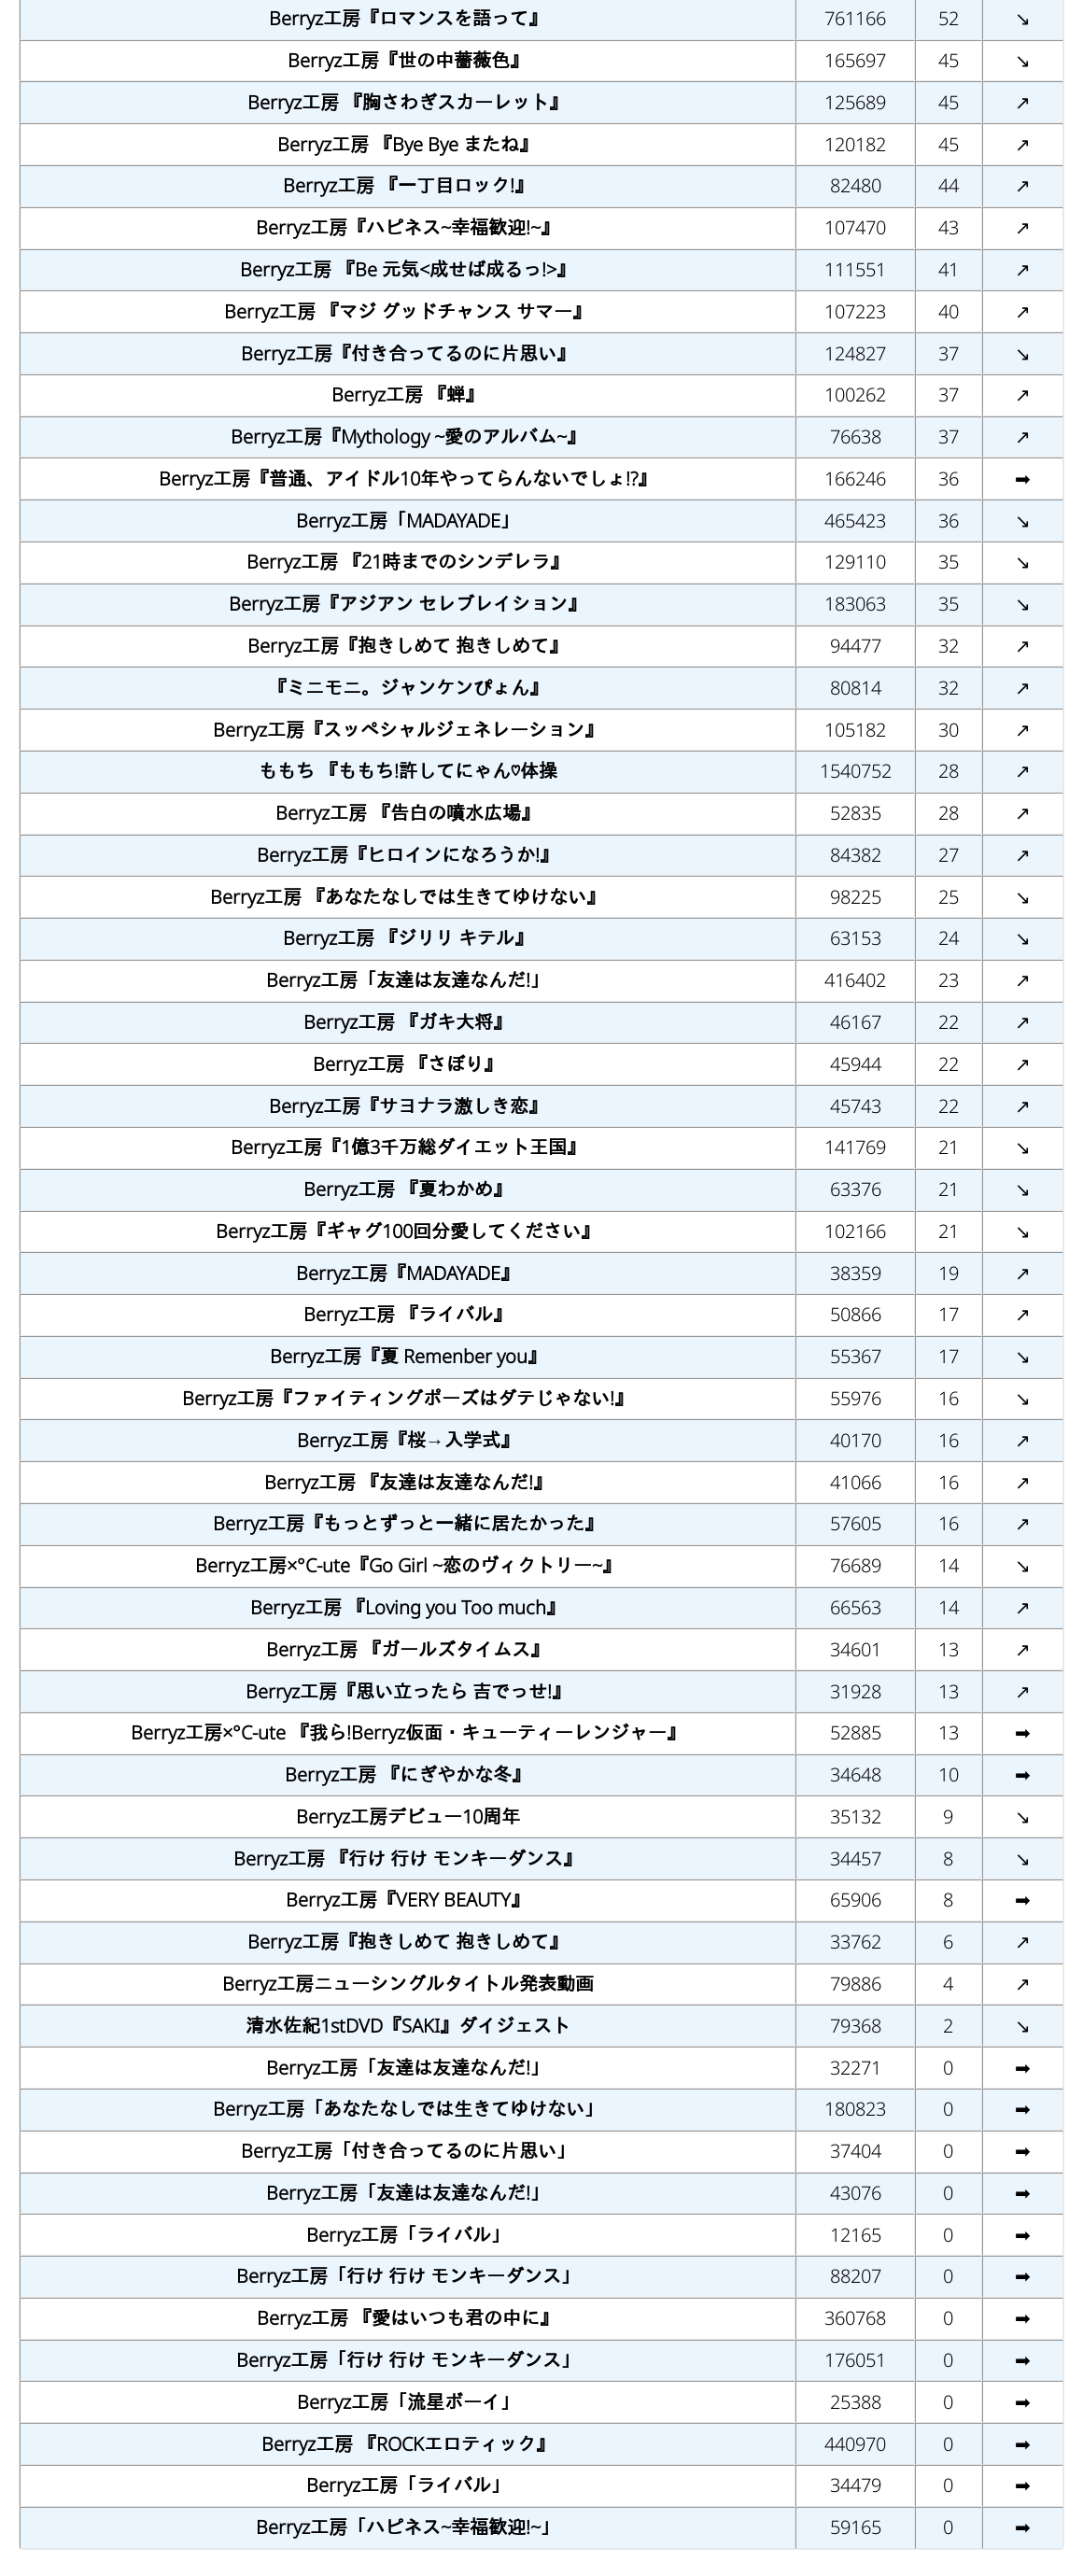 Berryz工房『ロマンスを語って』 761166 52 ↘
Berryz工房『世の中薔薇色』 165697 45 ↘
Berryz工房 『胸さわぎスカーレット』 125689 45 ↗
Berryz工房 『Bye Bye またね』 120182 45 ↗
Berryz工房 『一丁目ロック!』 82480 44 ↗
Berryz工房『ハピネス~幸福歓迎!~』 107470 43 ↗
Berryz工房 『Be 元気<成せば成るっ!>』 111551 41 ↗
Berryz工房 『マジ グッドチャンス サマー』 107223 40 ↗
Berryz工房『付き合ってるのに片思い』 124827 37 ↘
Berryz工房 『蝉』 100262 37 ↗
Berryz工房『Mythology ~愛のアルバム~』 76638 37 ↗
Berryz工房『普通、アイドル10年やってらんないでしょ!?』 166246 36 ➡
Berryz工房「MADAYADE」 465423 36 ↘
Berryz工房 『21時までのシンデレラ』 129110 35 ↘
Berryz工房『アジアン セレブレイション』 183063 35 ↘
Berryz工房『抱きしめて 抱きしめて』 94477 32 ↗
『ミニモニ。ジャンケンぴょん』 80814 32 ↗
Berryz工房『スッペシャルジェネレーション』 105182 30 ↗
ももち 『ももち!許してにゃん♡体操 1540752 28 ↗
Berryz工房 『告白の噴水広場』 52835 28 ↗
Berryz工房『ヒロインになろうか!』 84382 27 ↗
Berryz工房 『あなたなしでは生きてゆけない』 98225 25 ↘
Berryz工房 『ジリリ キテル』 63153 24 ↘
Berryz工房「友達は友達なんだ!」 416402 23 ↗
Berryz工房 『ガキ大将』 46167 22 ↗
Berryz工房 『さぼり』 45944 22 ↗
Berryz工房『サヨナラ激しき恋』 45743 22 ↗
Berryz工房『1億3千万総ダイエット王国』 141769 21 ↘
Berryz工房 『夏わかめ』 63376 21 ↘
Berryz工房『ギャグ100回分愛してください』 102166 21 ↘
Berryz工房『MADAYADE』 38359 19 ↗
Berryz工房 『ライバル』 50866 17 ↗
Berryz工房『夏 Remenber you』 55367 17 ↘
Berryz工房『ファイティングポーズはダテじゃない!』 55976 16 ↘
Berryz工房『桜→入学式』 40170 16 ↗
Berryz工房 『友達は友達なんだ!』 41066 16 ↗
Berryz工房『もっとずっと一緒に居たかった』 57605 16 ↗
Berryz工房×°C-ute『Go Girl ~恋のヴィクトリー~』 76689 14 ↘
Berryz工房 『Loving you Too much』 66563 14 ↗
Berryz工房 『ガールズタイムス』 34601 13 ↗
Berryz工房『思い立ったら 吉でっせ!』 31928 13 ↗
Berryz工房×°C-ute 『我ら!Berryz仮面・キューティーレンジャー』 52885 13 ➡
Berryz工房 『にぎやかな冬』 34648 10 ➡
Berryz工房デビュー10周年 35132 9 ↘
Berryz工房 『行け 行け モンキーダンス』 34457 8 ↘
Berryz工房『VERY BEAUTY』 65906 8 ➡
Berryz工房『抱きしめて 抱きしめて』 33762 6 ↗
Berryz工房ニューシングルタイトル発表動画 79886 4 ↗
清水佐紀1stDVD『SAKI』ダイジェスト 79368 2 ↘
Berryz工房「友達は友達なんだ!」 32271 0 ➡
Berryz工房「あなたなしでは生きてゆけない」 180823 0 ➡
Berryz工房「付き合ってるのに片思い」 37404 0 ➡
Berryz工房「友達は友達なんだ!」 43076 0 ➡
Berryz工房「ライバル」 12165 0 ➡
Berryz工房「行け 行け モンキーダンス」 88207 0 ➡
Berryz工房 『愛はいつも君の中に』 360768 0 ➡
Berryz工房「行け 行け モンキーダンス」 176051 0 ➡
Berryz工房「流星ボーイ」 25388 0 ➡
Berryz工房 『ROCKエロティック』 440970 0 ➡
Berryz工房「ライバル」 34479 0 ➡
Berryz工房「ハピネス~幸福歓迎!~」 59165 0 ➡